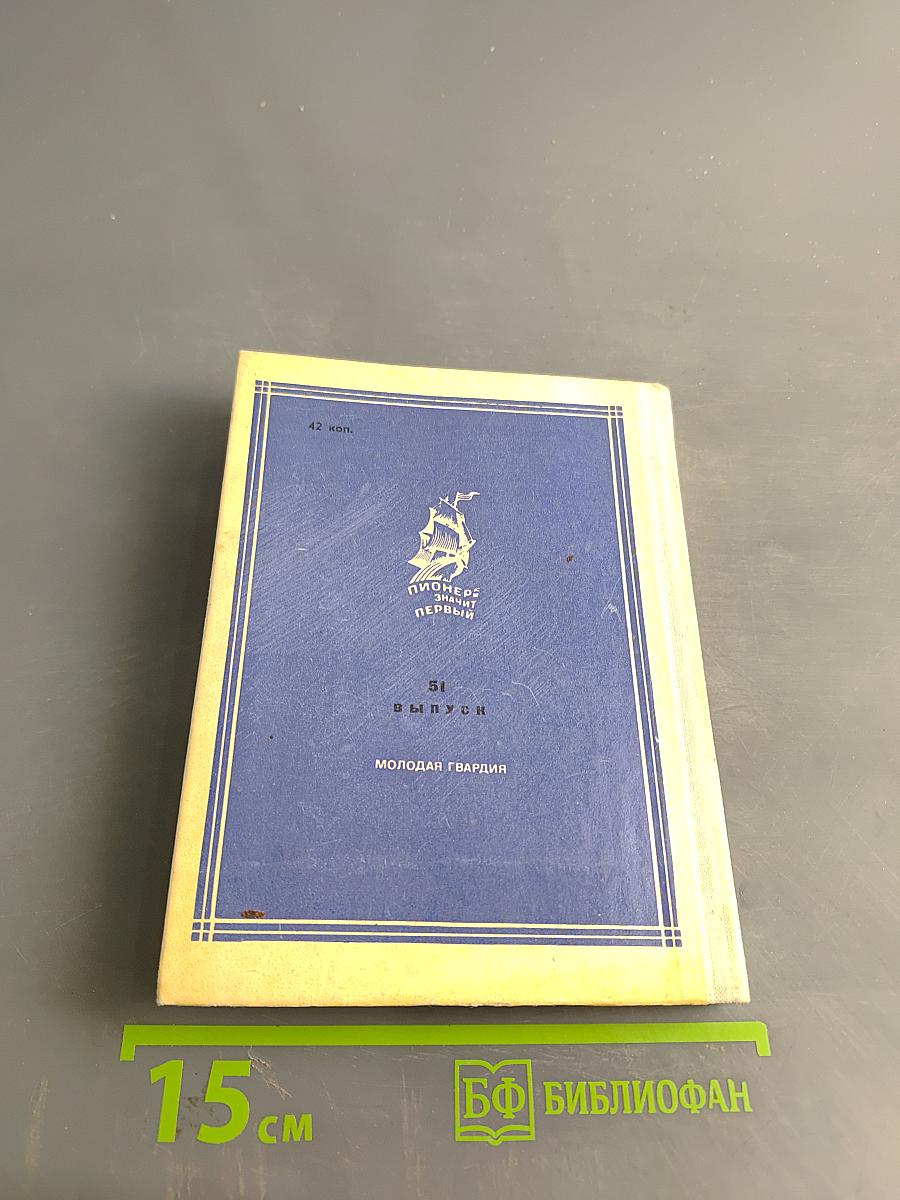 42 коп.
ПИОНЕР=
ЗНАЧИТ
ПЕРВЫЙ
51
ВЫПУСК
МОЛОДАЯ ГВАРДИЯ
15 см
БФ БИБЛИОФАН